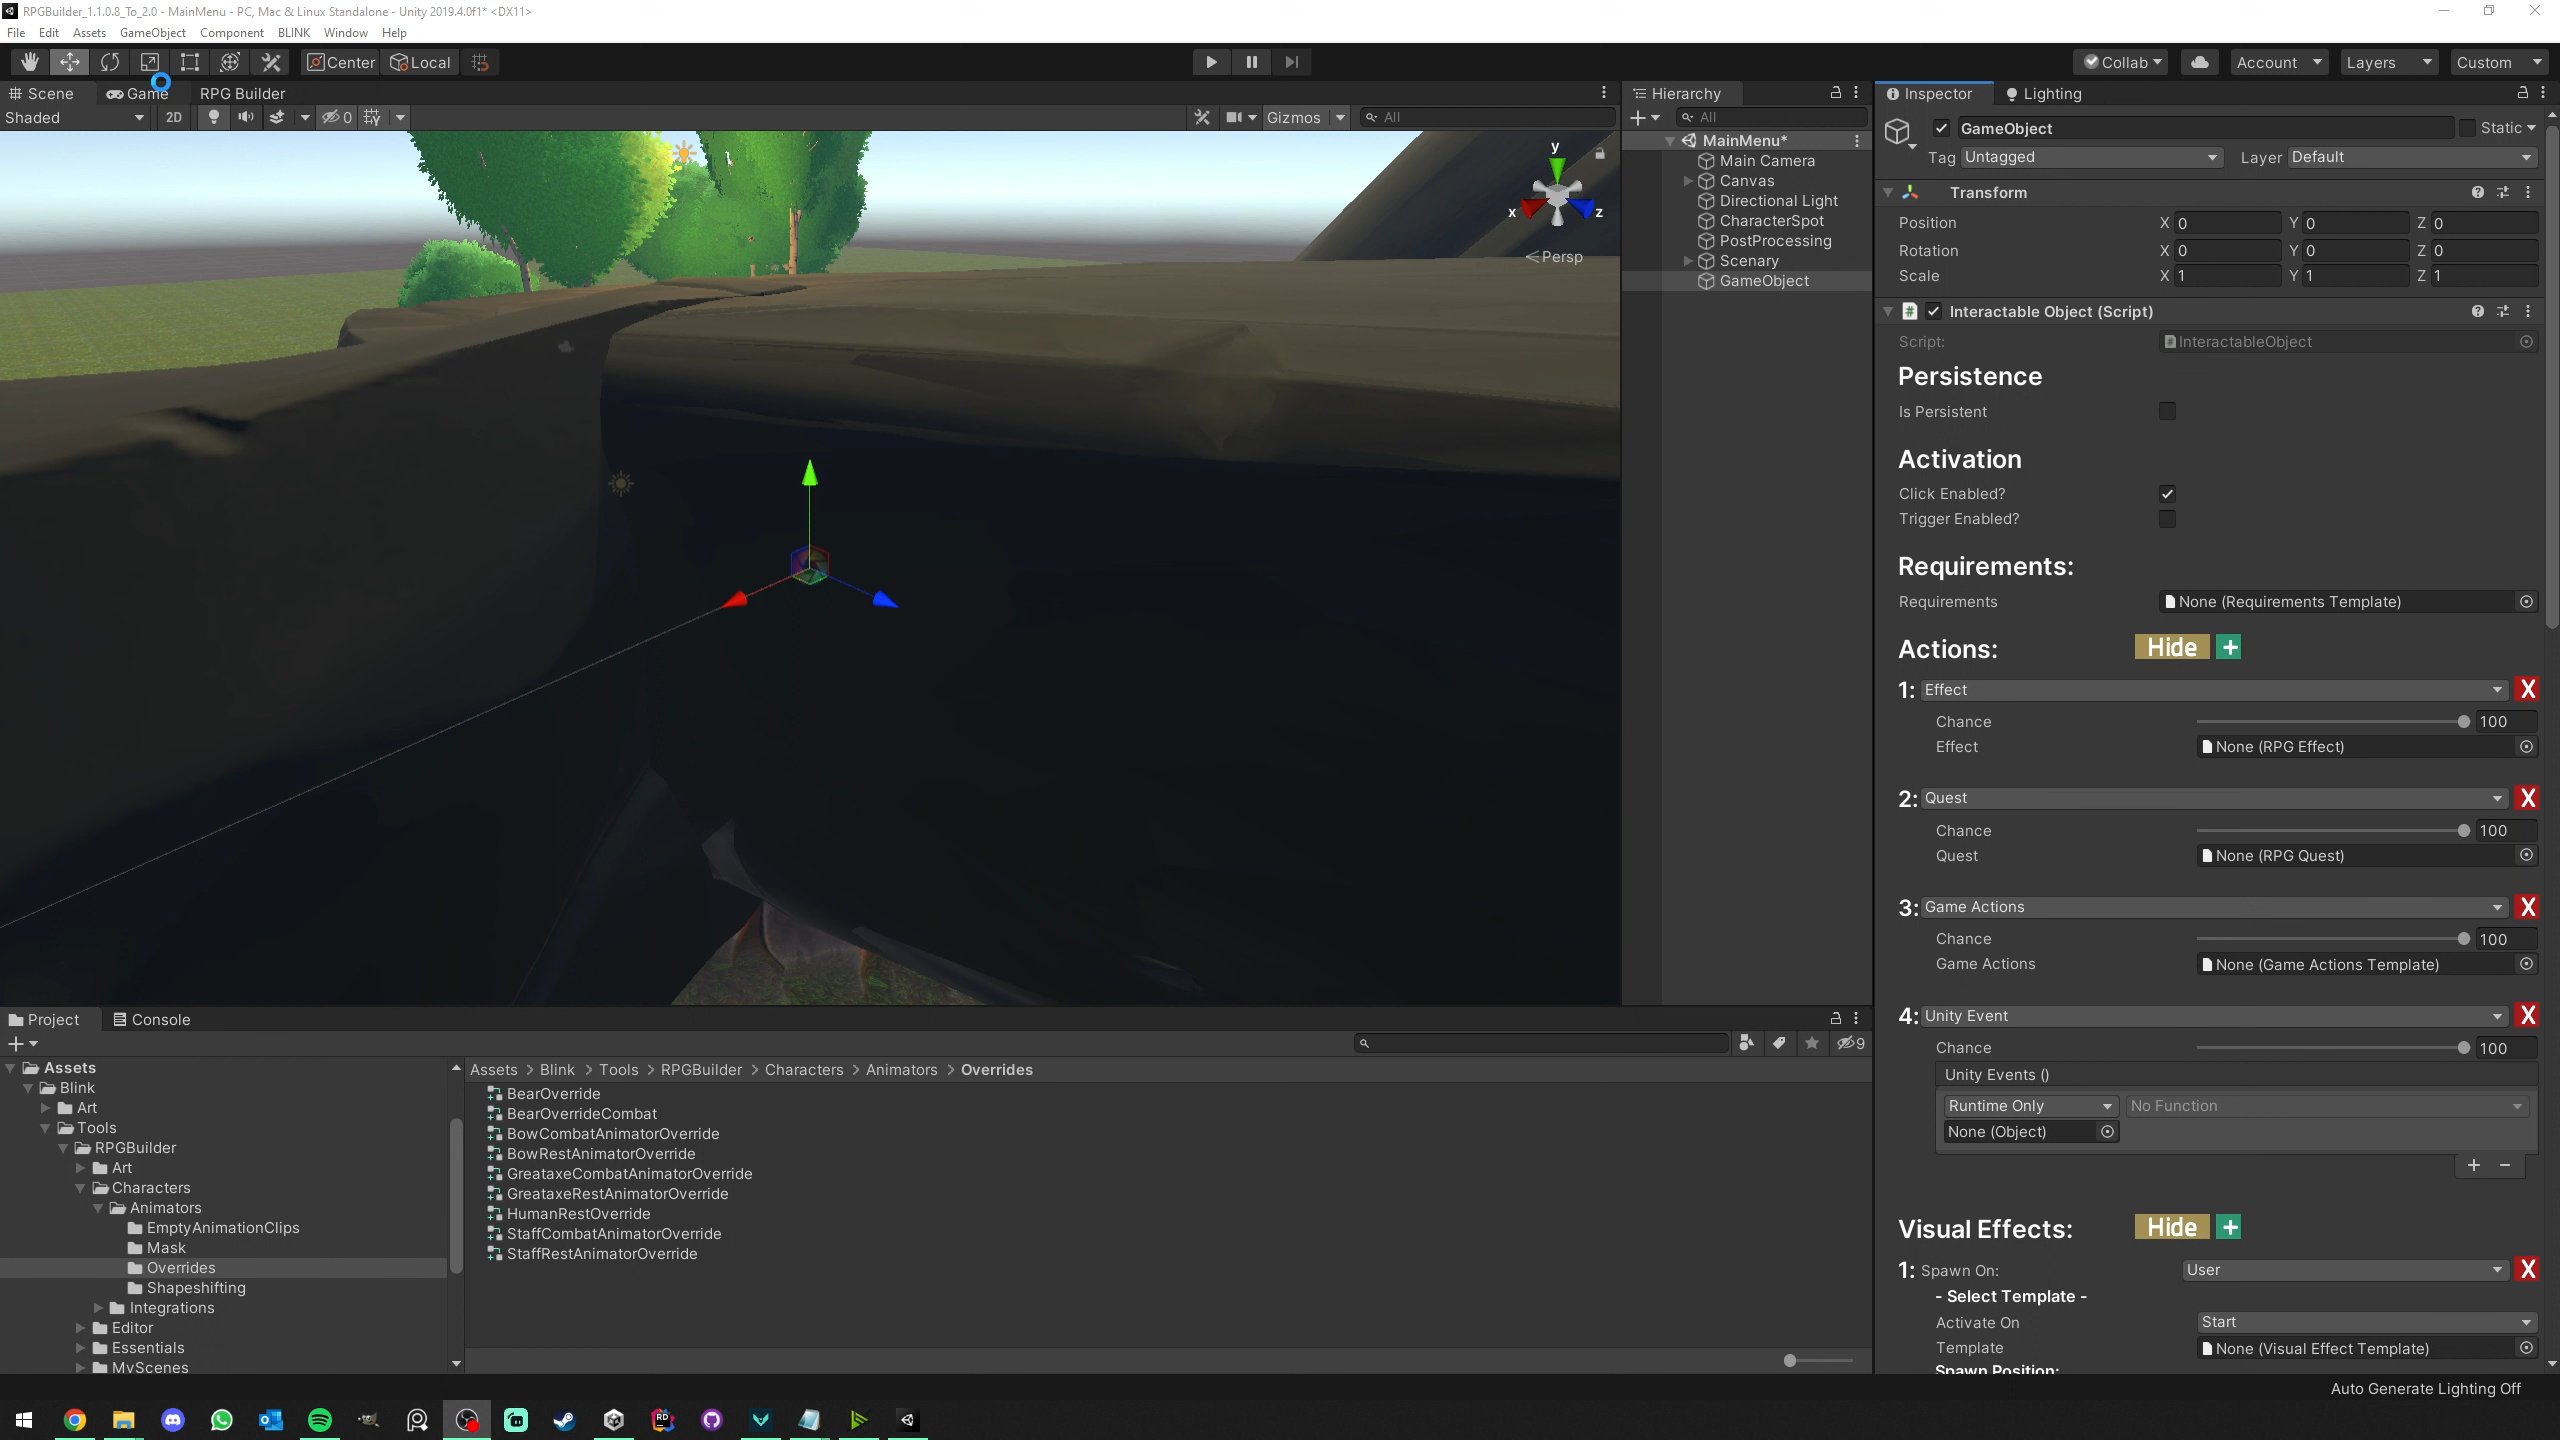 RPGBuilder_1.1.0.8_To_2.0 - MainMenu - PC, Mac & Linux Standalone - Unity 2019.4.0f1* <DX11>
File Edit Assets GameObject Component BLINK Window Help
Center Local Collab Account Layers Custom
Scene Game RPG Builder
Shaded 2D 0 Gizmos All
y
x z
Persp
Hierarchy
All
MainMenu*
Main Camera
Canvas
Directional Light
CharacterSpot
PostProcessing
Scenary
GameObject
Inspector Lighting
GameObject Static
Tag Untagged Layer Default
Transform
Position X 0 Y 0 Z 0
Rotation X 0 Y 0 Z 0
Scale X 1 Y 1 Z 1
# Interactable Object (Script)
Script: InteractableObject
Persistence
Is Persistent
Activation
Click Enabled?
Trigger Enabled?
Requirements:
Requirements None (Requirements Template)
Actions: Hide +
1: Effect X
Chance 100
Effect None (RPG Effect)
2: Quest X
Chance 100
Quest None (RPG Quest)
3: Game Actions X
Chance 100
Game Actions None (Game Actions Template)
4: Unity Event X
Chance 100
Unity Events ()
Runtime Only No Function
None (Object)
+ −
Visual Effects: Hide +
1: Spawn On: User X
- Select Template -
Activate On Start
Template None (Visual Effect Template)
Spawn Position:
Project Console
9
Assets
Blink
Art
Tools
RPGBuilder
Art
Characters
Animators
EmptyAnimationClips
Mask
Overrides
Shapeshifting
Integrations
Editor
Essentials
MyScenes
Assets > Blink > Tools > RPGBuilder > Characters > Animators > Overrides
BearOverride
BearOverrideCombat
BowCombatAnimatorOverride
BowRestAnimatorOverride
GreataxeCombatAnimatorOverride
GreataxeRestAnimatorOverride
HumanRestOverride
StaffCombatAnimatorOverride
StaffRestAnimatorOverride
Auto Generate Lighting Off
RD